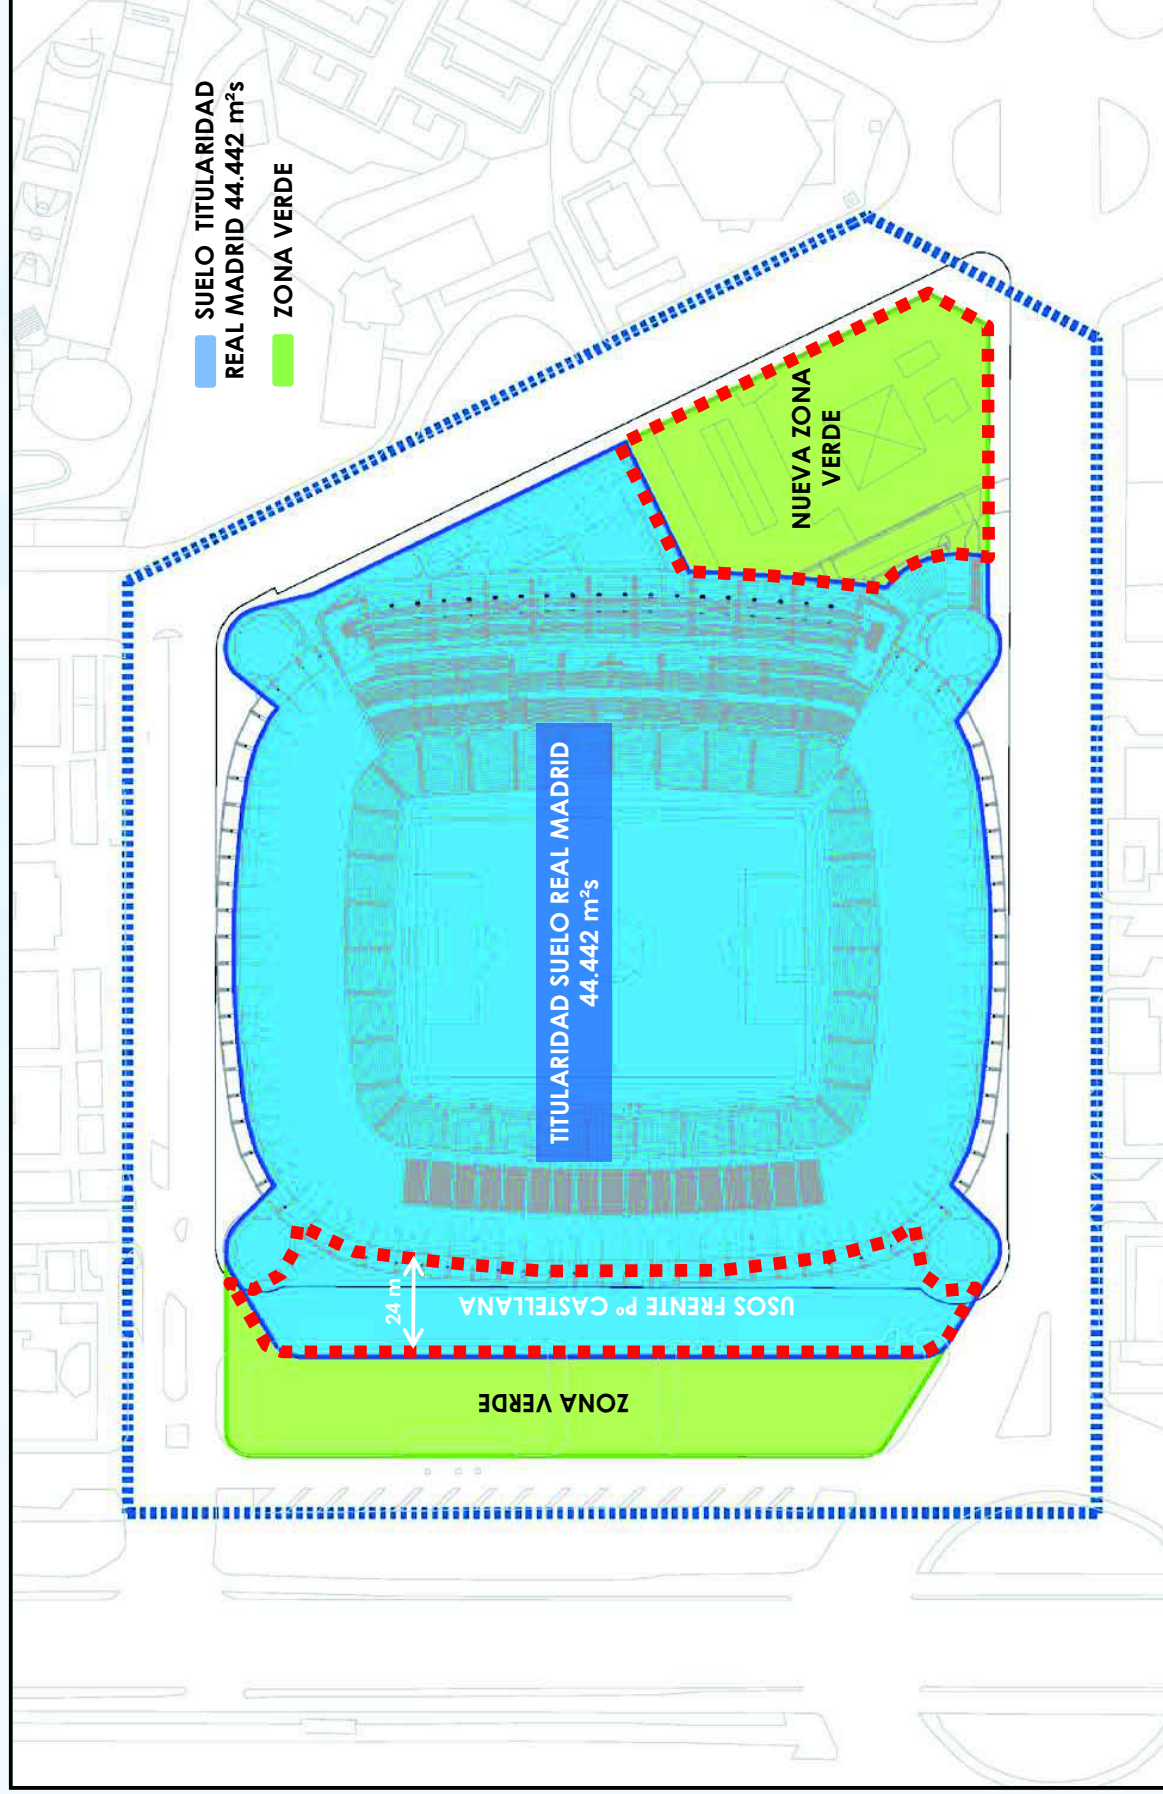 SUELO TITULARIDAD
REAL MADRID 44.442 m²s
ZONA VERDE
NUEVA ZONA
VERDE
TITULARIDAD SUELO REAL MADRID
44.442 m²s
24 m
USOS FRENTE Pº CASTELLANA
ZONA VERDE